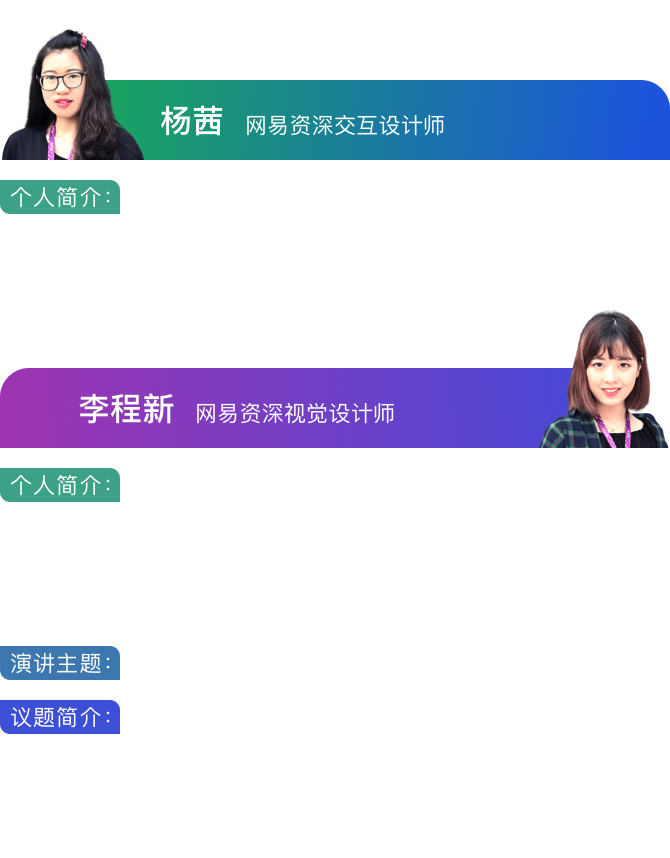 杨茜 网易资深交互设计师
个人简介：
李程新 网易资深视觉设计师
个人简介：
演讲主题：
议题简介：